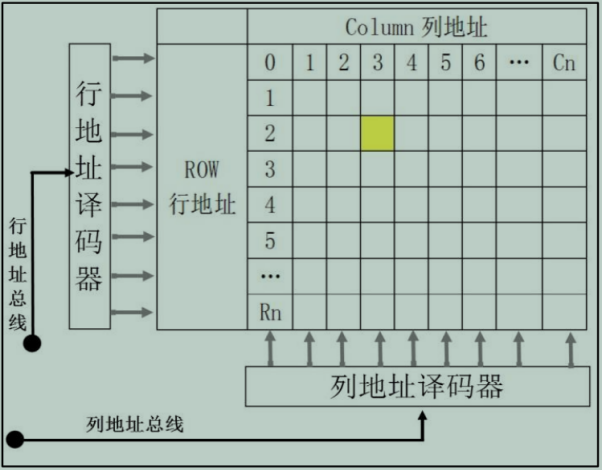 Column 列地址
0 1 2 3 4 5 6 … Cn
1
2
3
4
5
…
Rn
ROW
行地址
行地址译码器
行地址总线
列地址译码器
列地址总线